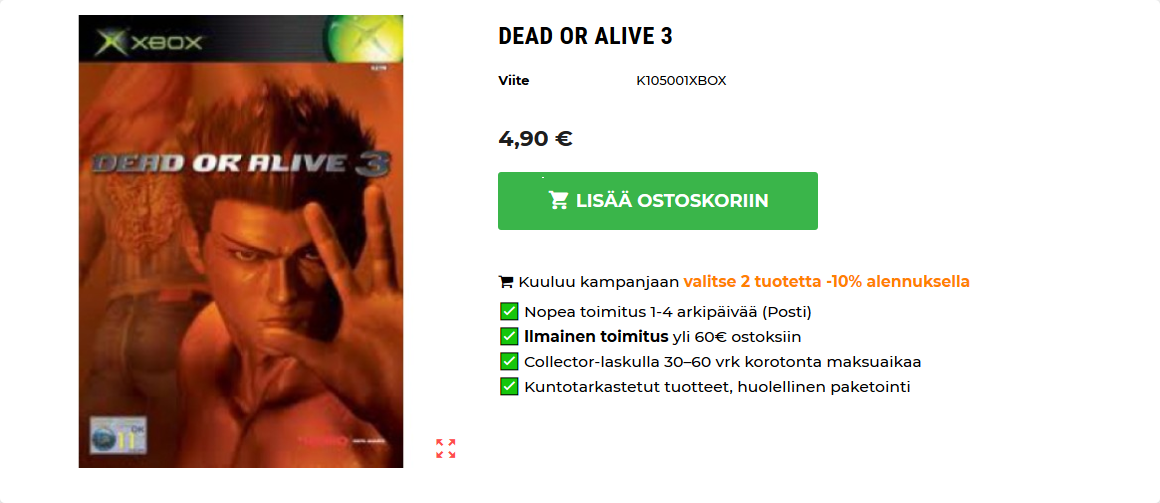 XBOX
DEAD OR ALIVE 3
DEAD OR ALIVE 3
Viite K105001XBOX
4,90 €
LISÄÄ OSTOSKORIIN
Kuuluu kampanjaan valitse 2 tuotetta -10% alennuksella
Nopea toimitus 1-4 arkipäivää (Posti)
Ilmainen toimitus yli 60€ ostoksiin
Collector-laskulla 30–60 vrk korotonta maksuaikaa
Kuntotarkastetut tuotteet, huolellinen paketointi
11